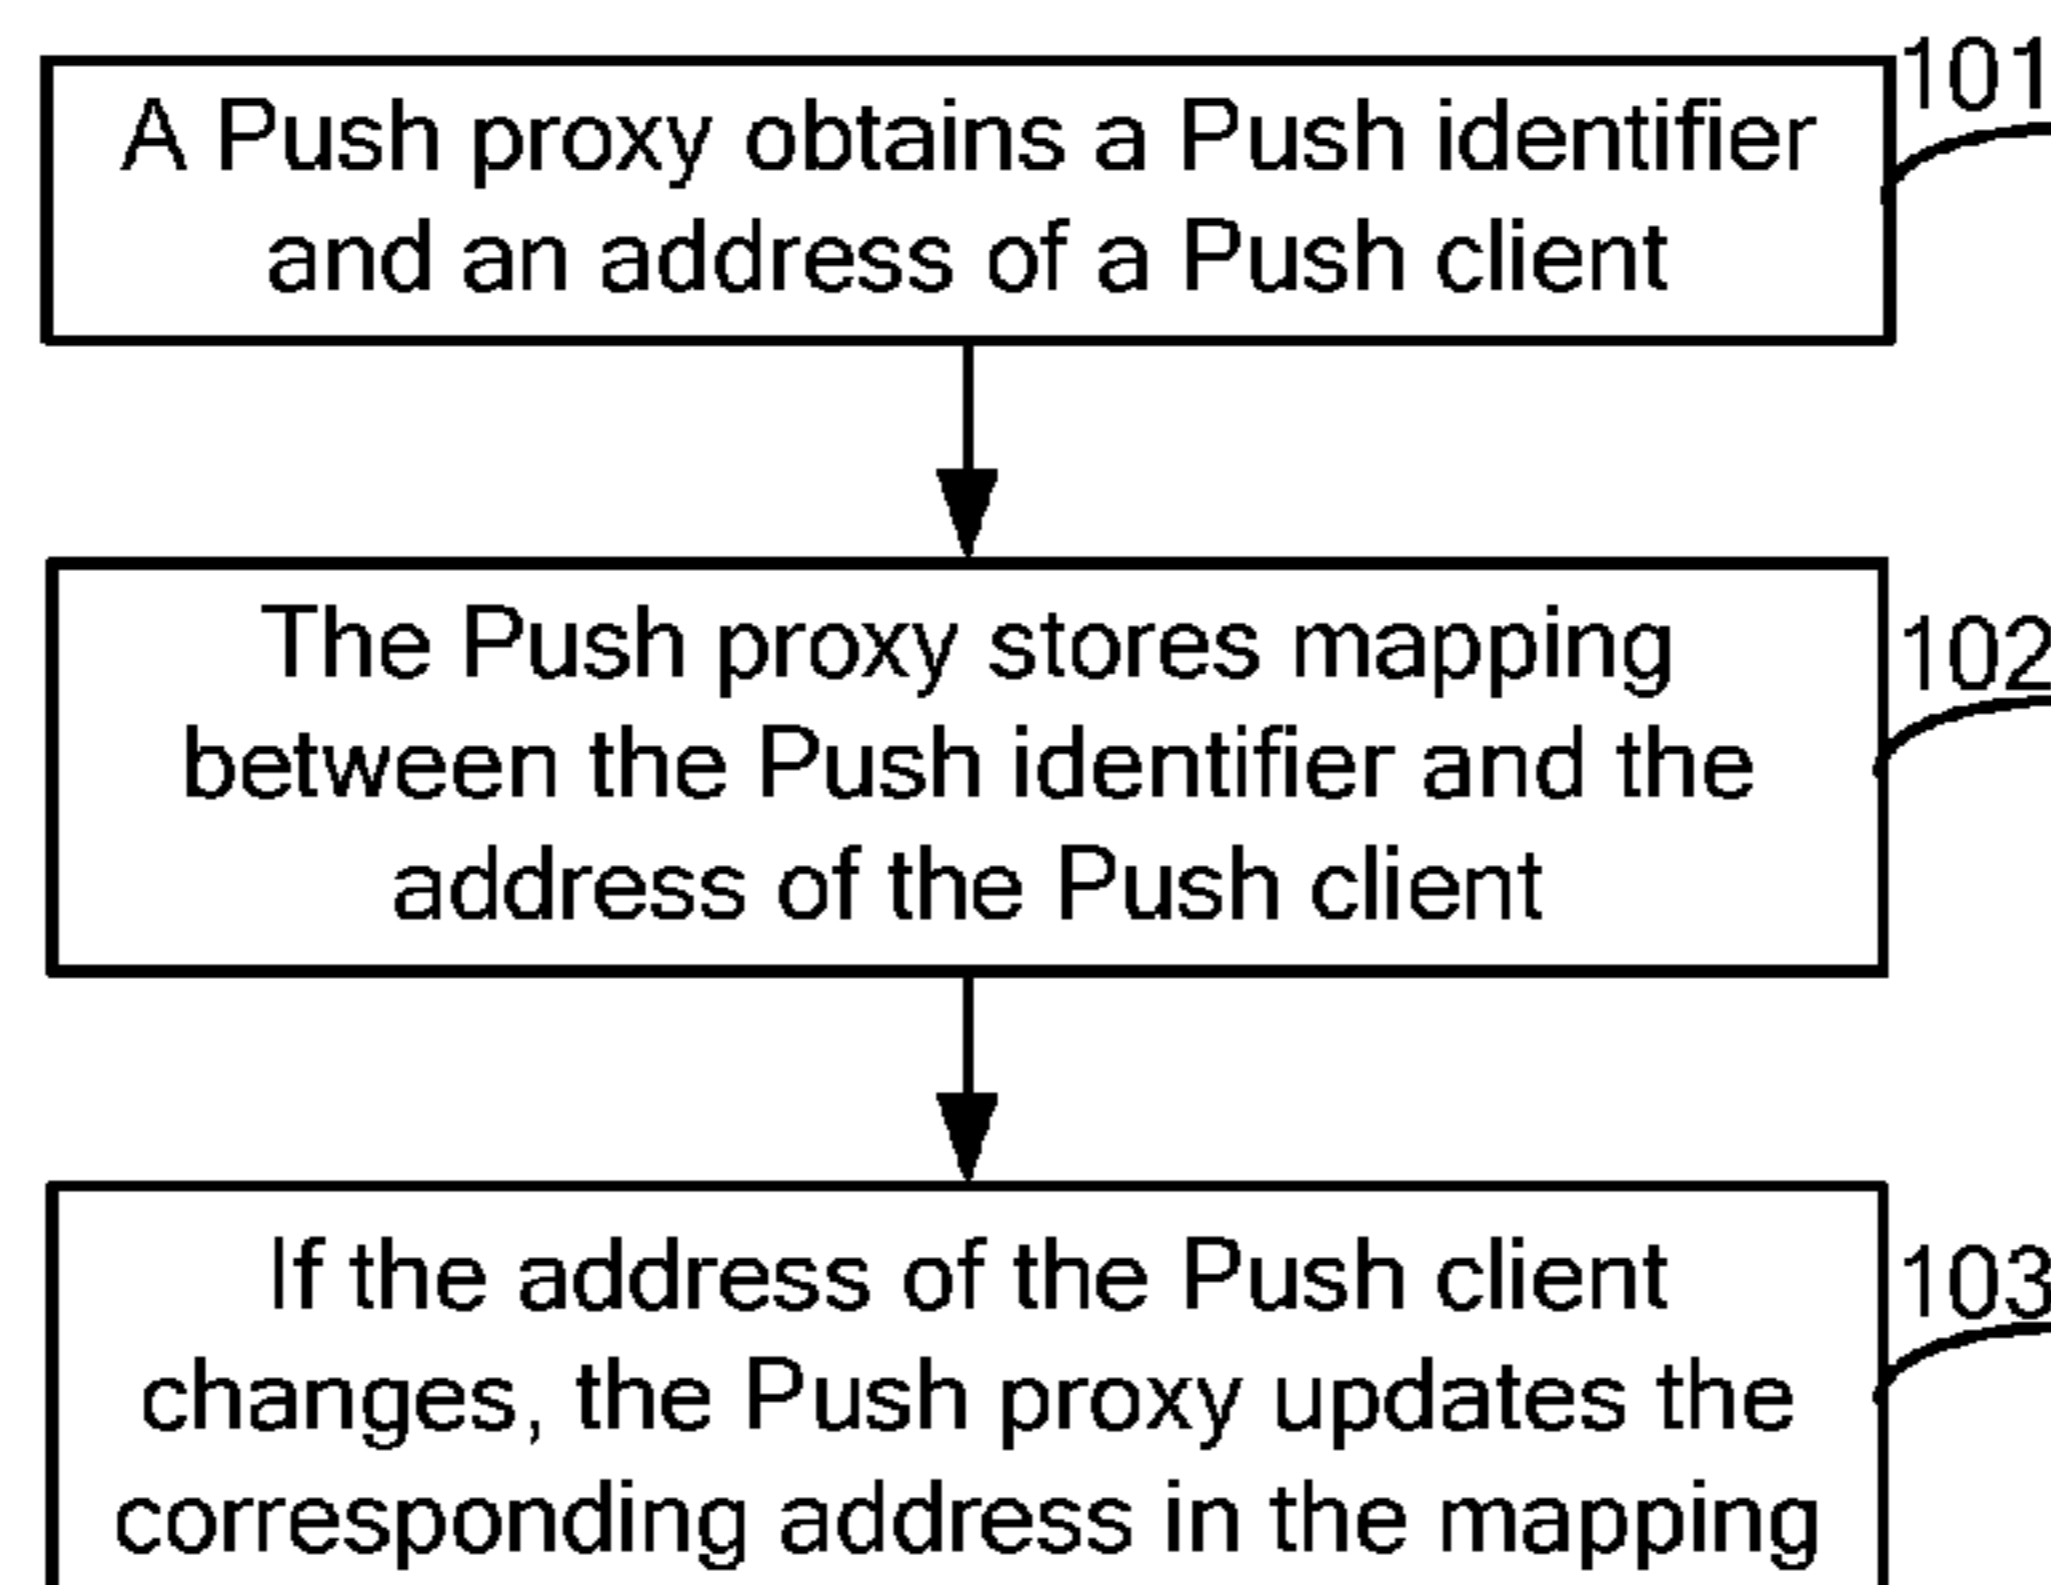 101
A Push proxy obtains a Push identifier
and an address of a Push client
102
The Push proxy stores mapping
between the Push identifier and the
address of the Push client
103
If the address of the Push client
changes, the Push proxy updates the
corresponding address in the mapping